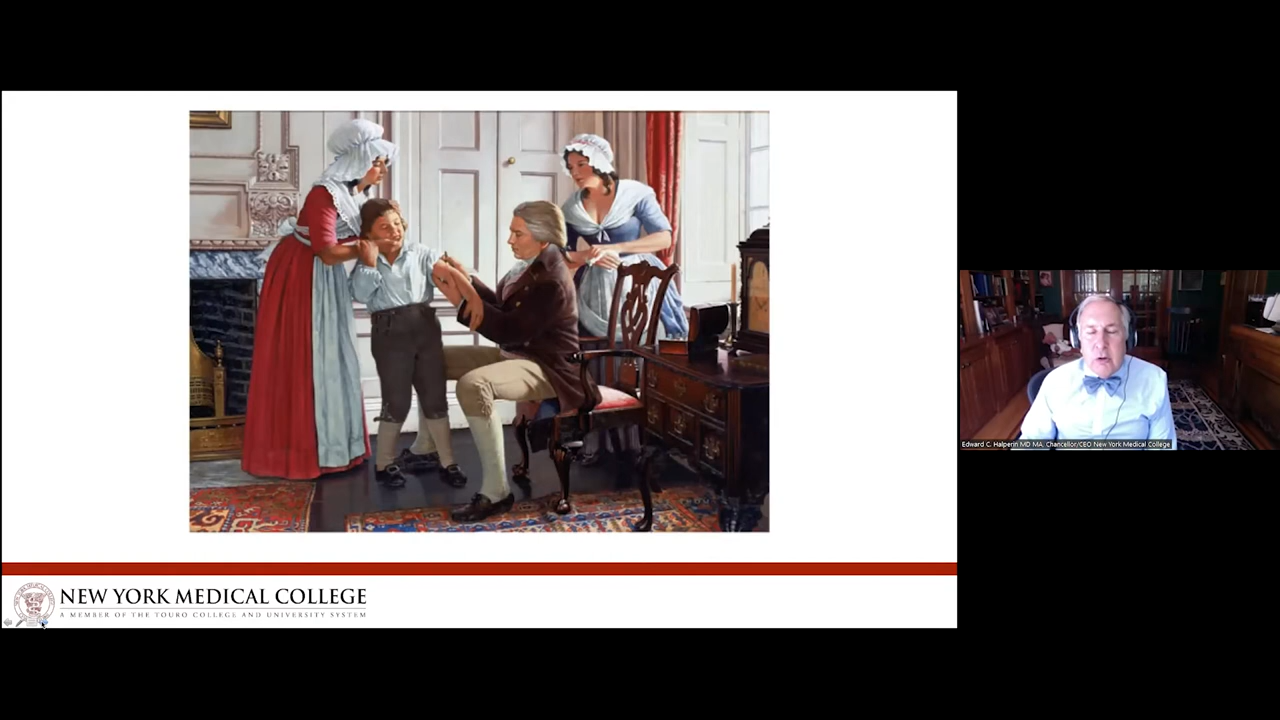 NEW YORK MEDICAL COLLEGE
A MEMBER OF THE TOURO COLLEGE AND UNIVERSITY SYSTEM
Edward C. Halperin MD MA, Chancellor/CEO New York Medical College